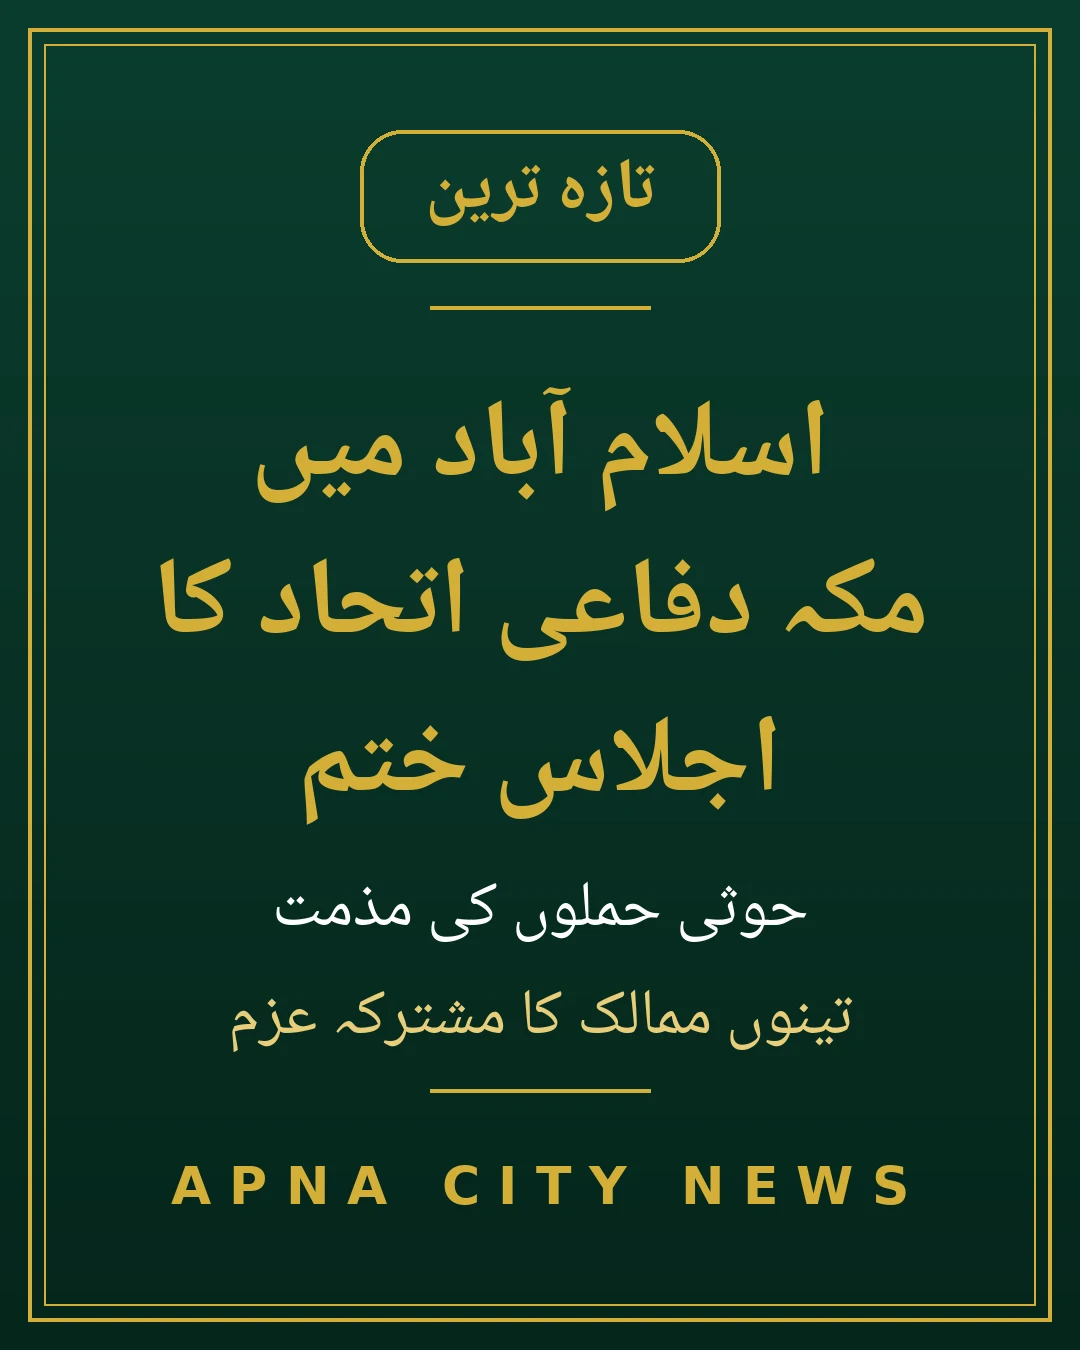 تازہ ترین
اسلام آباد میں
مکہ دفاعی اتحاد کا
اجلاس ختم
حوثی حملوں کی مذمت
تینوں ممالک کا مشترکہ عزم
APNA CITY NEWS